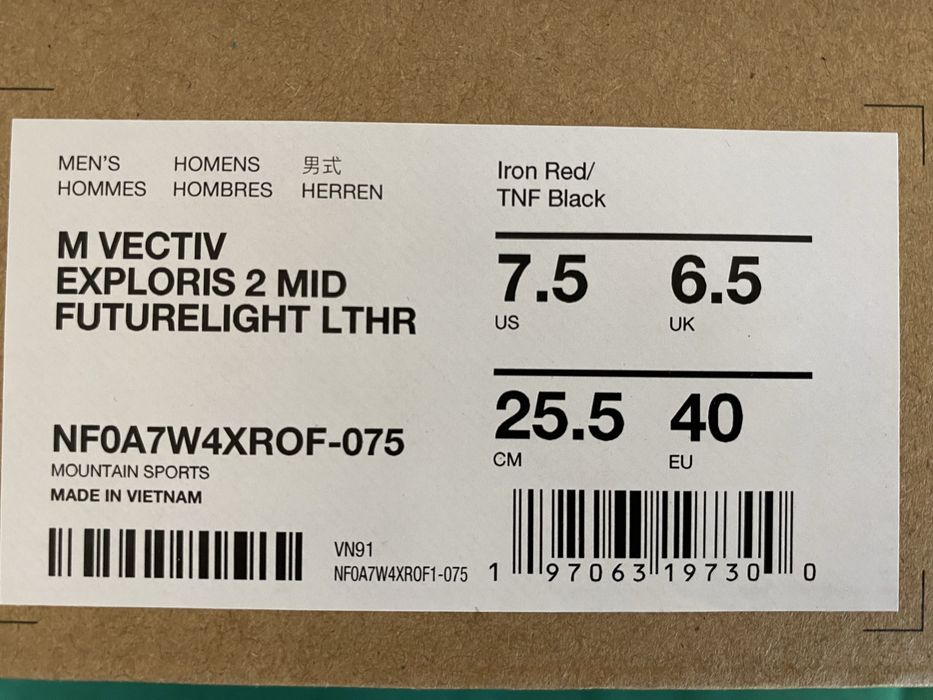 MEN'S HOMENS 男式
HOMMES HOMBRES HERREN
M VECTIV
EXPLORIS 2 MID
FUTURELIGHT LTHR
NF0A7W4XROF-075
MOUNTAIN SPORTS
MADE IN VIETNAM
VN91
NF0A7W4XROF1-075
Iron Red/
TNF Black
7.5 6.5
US UK
25.5 40
CM EU
1 97063 19730 0